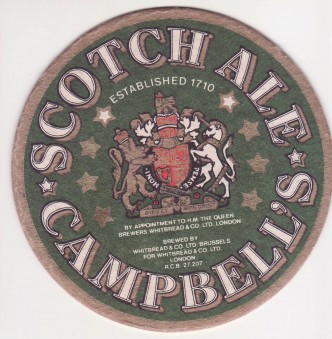 SCOTCH ALE
ESTABLISHED 1710
BY APPOINTMENT TO H.M. THE QUEEN
BREWERS WHITBREAD & CO. LTD. LONDON
BREWED BY
WHITBREAD & CO. LTD. BRUSSELS
FOR WHITBREAD & CO. LTD.
LONDON
R.C.B. 27.207
CAMPBELL'S